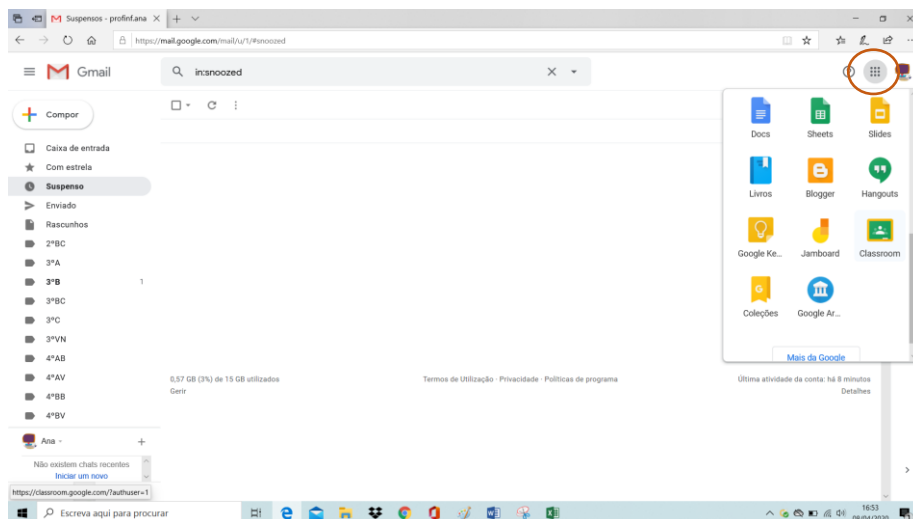 Suspensos - profinf.ana
https://mail.google.com/mail/u/1/#snoozed
Gmail
in:snoozed
Compor
Caixa de entrada
Com estrela
Suspenso
Enviado
Rascunhos
2ºBC
3ºA
3ºB 1
3ºBC
3ºC
3ºVN
4ºAB
4ºAV
4ºBB
4ºBV
Ana
Não existem chats recentes
Iniciar um novo
https://classroom.google.com/?authuser=1
Docs Sheets Slides
Livros Blogger Hangouts
Google Ke... Jamboard Classroom
Coleções Google Ar...
Mais da Google
0,57 GB (3%) de 15 GB utilizados
Gerir
Termos de Utilização · Privacidade · Políticas de programa
Última atividade da conta: há 8 minutos
Detalhes
Escreva aqui para procurar
16:53
08/04/2020